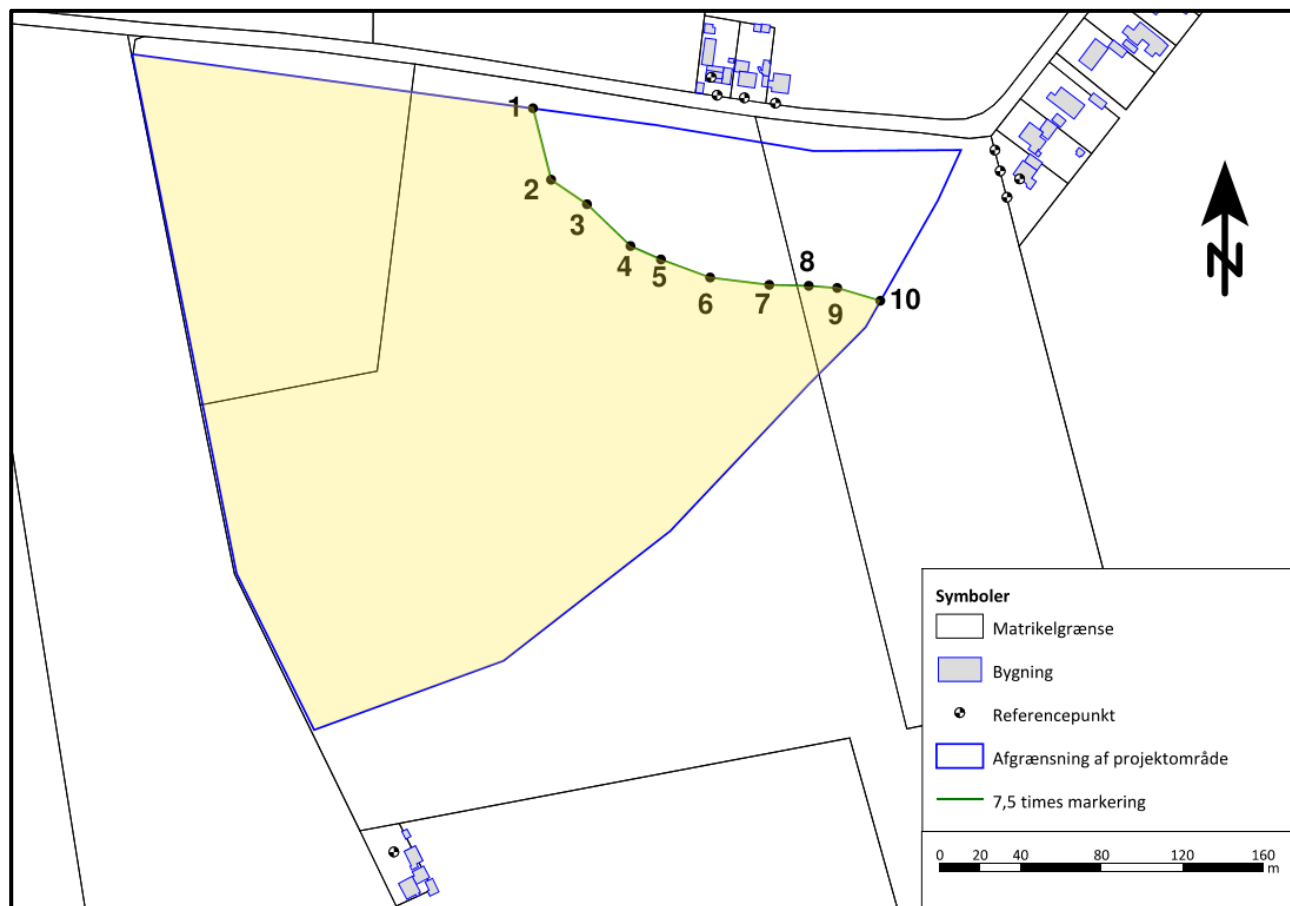 1
2
3
4
5
6
7
8
9
10
N
Symboler
Matrikelgrænse
Bygning
Referencepunkt
Afgrænsning af projektområde
7,5 times markering
0 20 40 80 120 160
m